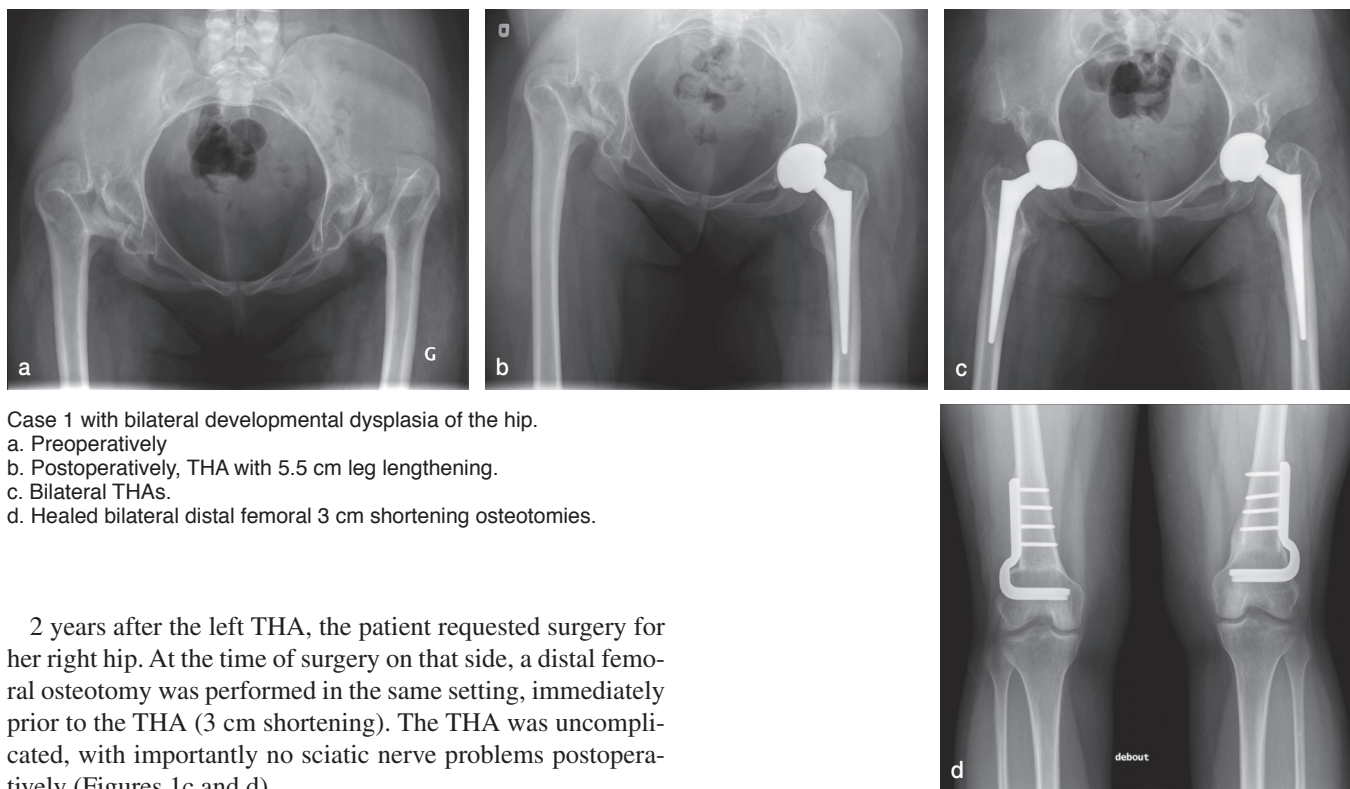 a
G
b
c
Case 1 with bilateral developmental dysplasia of the hip.
a. Preoperatively
b. Postoperatively, THA with 5.5 cm leg lengthening.
c. Bilateral THAs.
d. Healed bilateral distal femoral 3 cm shortening osteotomies.
2 years after the left THA, the patient requested surgery for
her right hip. At the time of surgery on that side, a distal femo-
ral osteotomy was performed in the same setting, immediately
prior to the THA (3 cm shortening). The THA was uncompli-
cated, with importantly no sciatic nerve problems postopera-
tively (Figures 1c and d)
debout
d